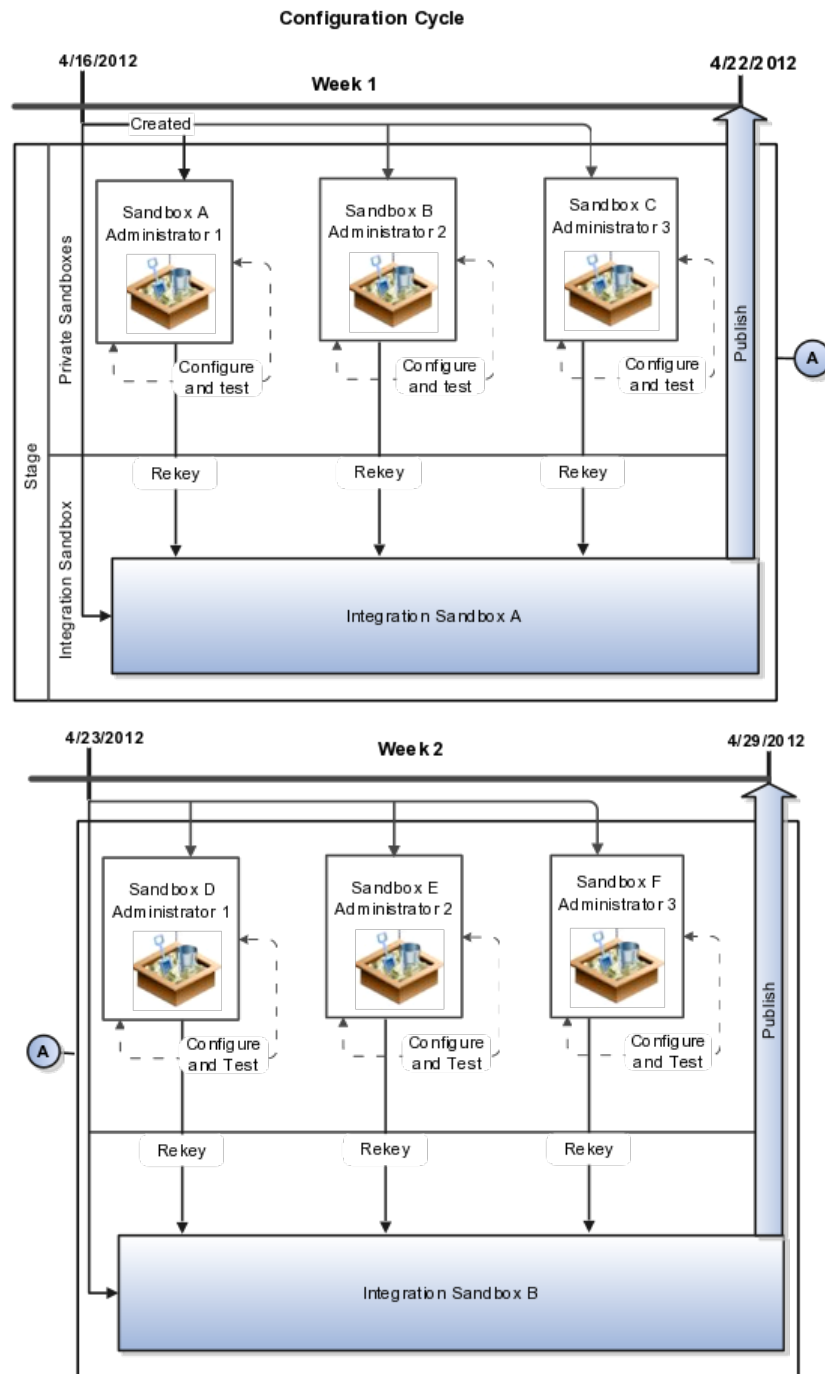 Configuration Cycle
4/16/2012
Week 1
4/22/2012
Created
Sandbox A
Administrator 1
Sandbox B
Administrator 2
Sandbox C
Administrator 3
Configure
and test
Configure
and test
Configure
and test
Private Sandboxes
Publish
A
Stage
Rekey
Rekey
Rekey
Integration Sandbox
Integration Sandbox A
4/23/2012
Week 2
4/29/2012
Sandbox D
Administrator 1
Sandbox E
Administrator 2
Sandbox F
Administrator 3
Configure
and Test
Configure
and Test
Configure
and Test
Publish
A
Rekey
Rekey
Rekey
Integration Sandbox B